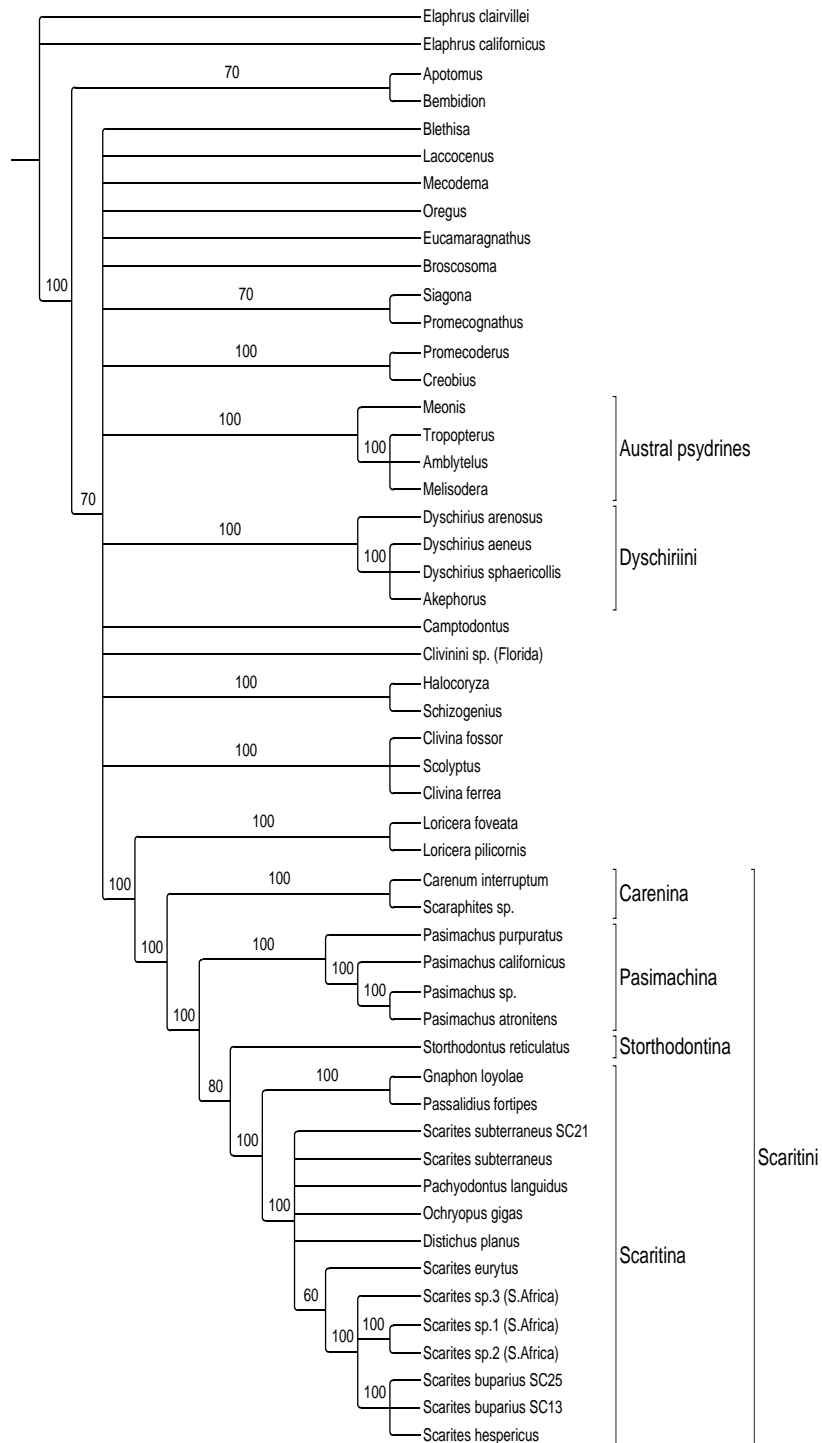 Elaphrus clairvillei
Elaphrus californicus
70
Apotomus
Bembidion
Blethisa
Laccocenus
Mecodema
Oregus
Eucamaragnathus
Broscosoma
100
70
Siagona
Promecognathus
100
Promecoderus
Creobius
100
Meonis
100
Tropopterus
Amblytelus
Melisodera
Austral psydrines
70
100
Dyschirius arenosus
100
Dyschirius aeneus
Dyschirius sphaericollis
Akephorus
Dyschiriini
Camptodontus
Clivinini sp. (Florida)
100
Halocoryza
Schizogenius
100
Clivina fossor
Scolyptus
Clivina ferrea
100
Loricera foveata
Loricera pilicornis
100
100
Carenum interruptum
Scaraphites sp.
Carenina
100
100
Pasimachus purpuratus
100
Pasimachus californicus
100
Pasimachus sp.
Pasimachus atronitens
Pasimachina
100
Storthodontus reticulatus
Storthodontina
80
100
Gnaphon loyolae
Passalidius fortipes
100
Scarites subterraneus SC21
Scarites subterraneus
Pachyodontus languidus
Ochryopus gigas
Distichus planus
100
Scarites eurytus
60
Scarites sp.3 (S.Africa)
100
100
Scarites sp.1 (S.Africa)
Scarites sp.2 (S.Africa)
100
Scarites buparius SC25
Scarites buparius SC13
Scarites hespericus
Scaritina
Scaritini